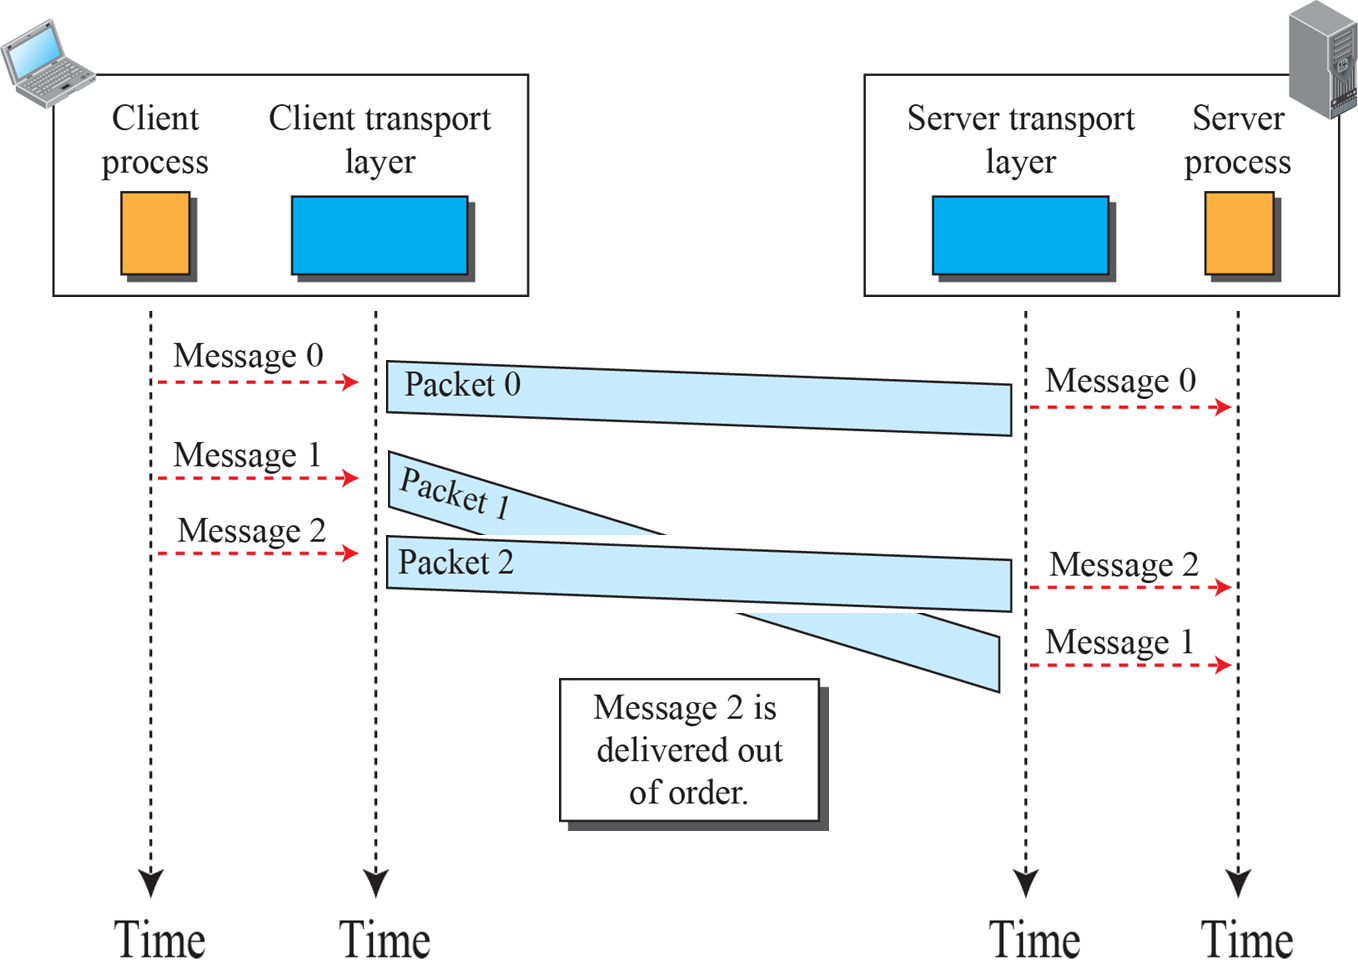 Client
process
Client transport
layer
Server transport
layer
Server
process
Message 0
Packet 0
Message 0
Message 1
Packet 1
Message 2
Packet 2
Message 2
Message 1
Message 2 is
delivered out
of order.
Time
Time
Time
Time